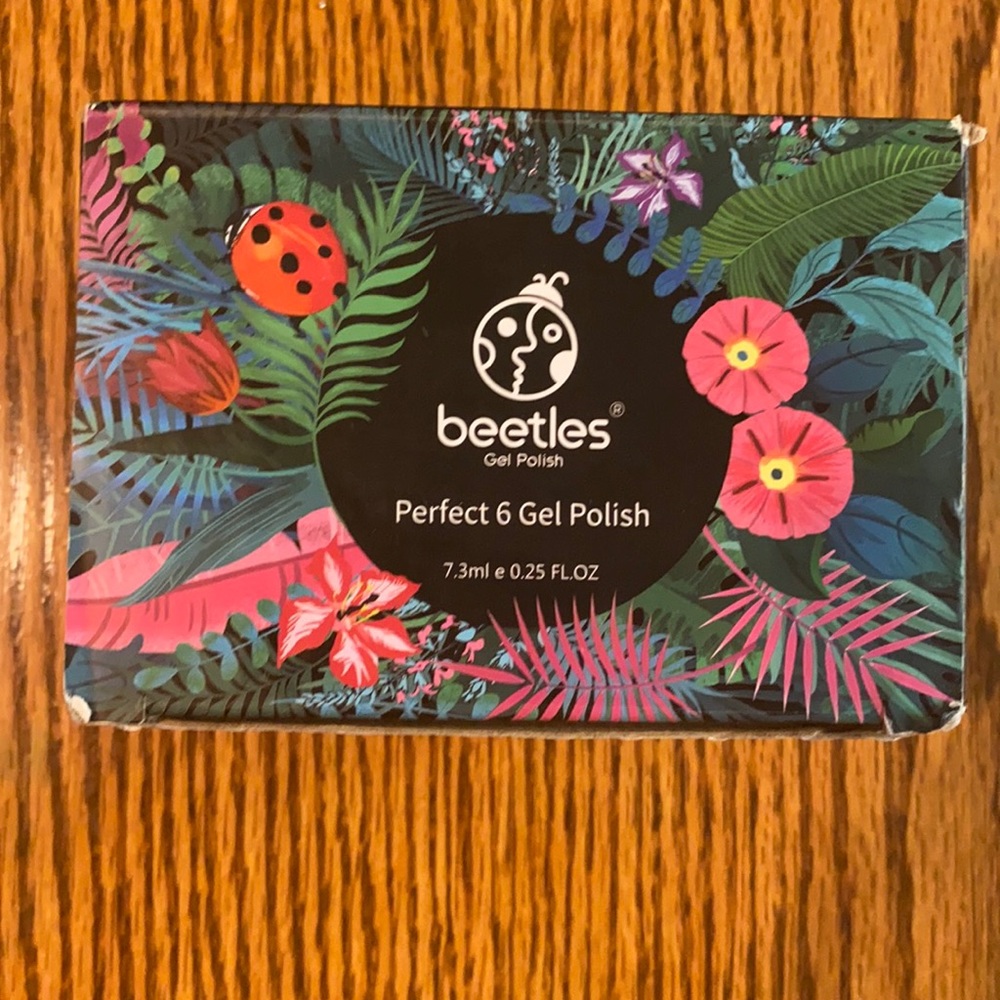 beetles®
Gel Polish
Perfect 6 Gel Polish
7.3ml e 0.25 FL.OZ